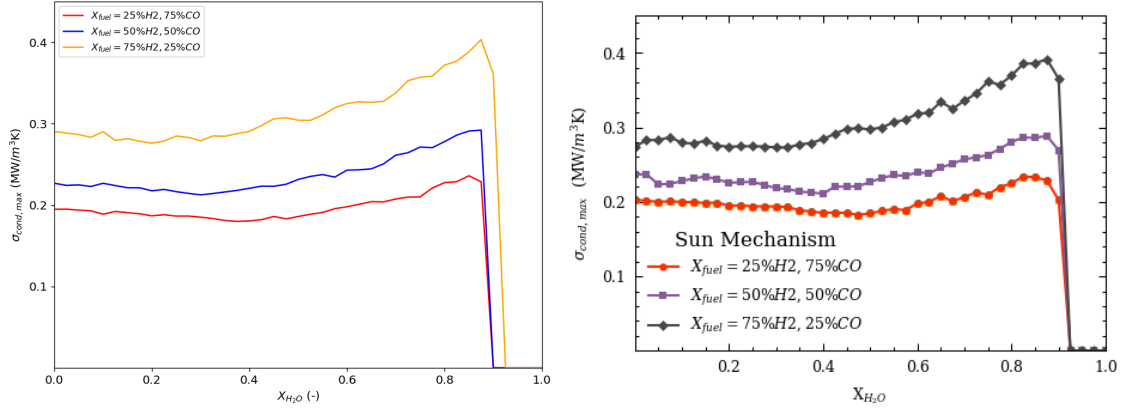 X_fuel = 25%H2, 75%CO
X_fuel = 50%H2, 50%CO
X_fuel = 75%H2, 25%CO
0.4
0.3
0.2
0.1
σ_cond,max (MW/m³K)
0.0 0.2 0.4 0.6 0.8 1.0
X_H₂O (-)
0.4
0.3
0.2
0.1
σ_cond,max (MW/m³K)
Sun Mechanism
X_fuel = 25%H2, 75%CO
X_fuel = 50%H2, 50%CO
X_fuel = 75%H2, 25%CO
0.2 0.4 0.6 0.8 1.0
X_H₂O